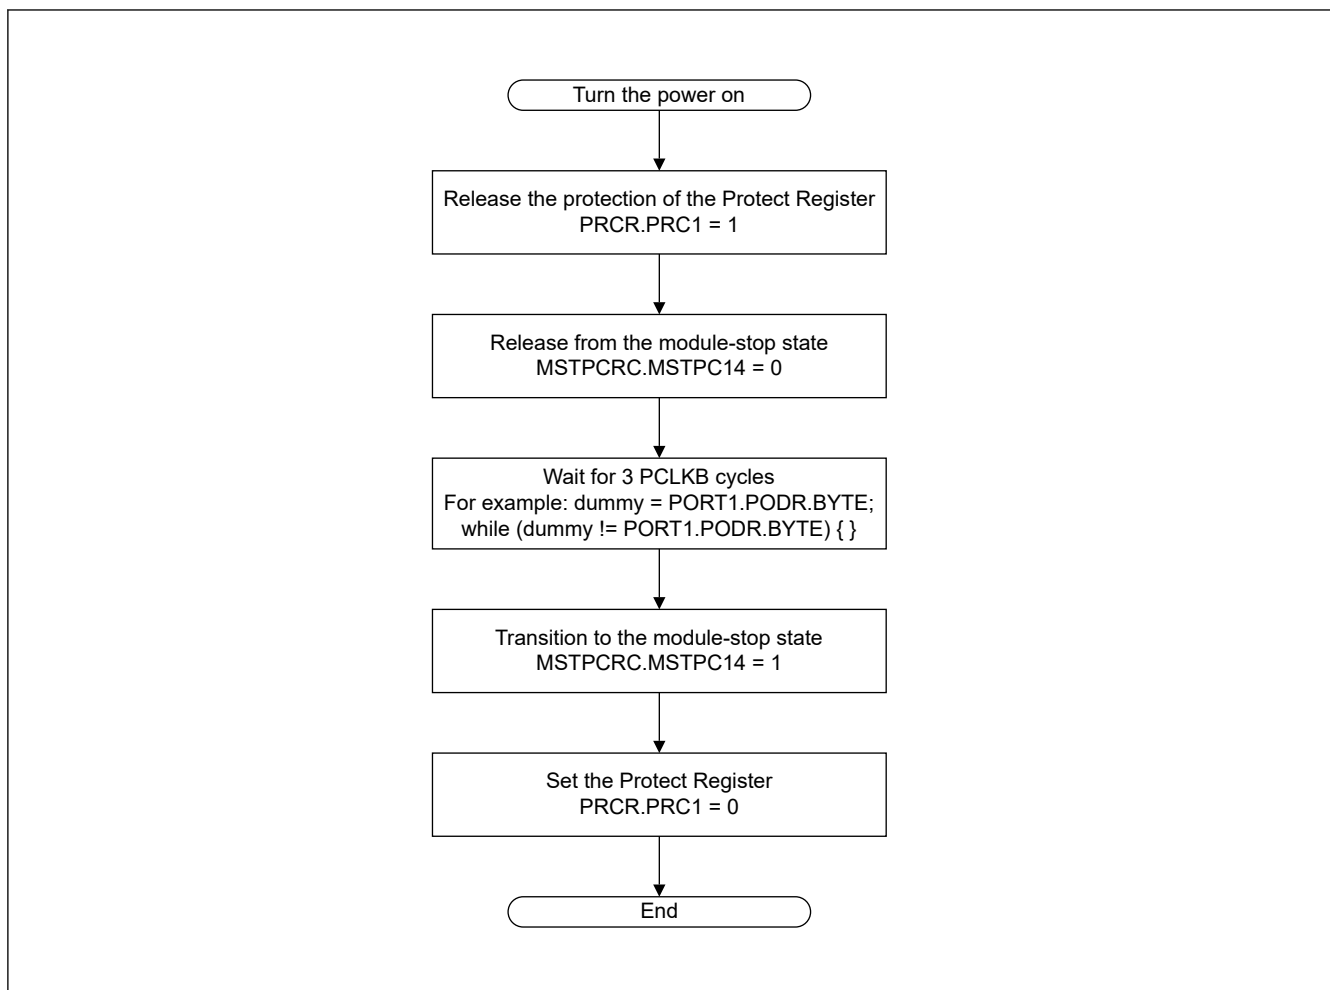 Turn the power on
Release the protection of the Protect Register
PRCR.PRC1 = 1
Release from the module-stop state
MSTPCRC.MSTPC14 = 0
Wait for 3 PCLKB cycles
For example: dummy = PORT1.PODR.BYTE;
while (dummy != PORT1.PODR.BYTE) { }
Transition to the module-stop state
MSTPCRC.MSTPC14 = 1
Set the Protect Register
PRCR.PRC1 = 0
End